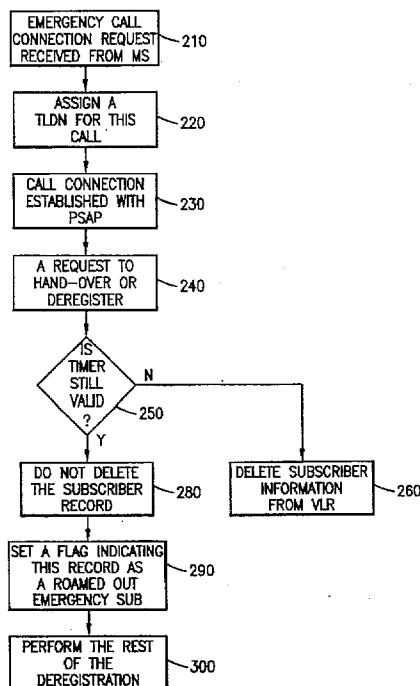 EMERGENCY CALL
CONNECTION REQUEST
RECEIVED FROM MS
210
ASSIGN A
TLDN FOR THIS
CALL
220
CALL CONNECTION
ESTABLISHED WITH
PSAP
230
A REQUEST TO
HAND-OVER OR
DEREGISTER
240
IS
TIMER
STILL
VALID
?
250
N
Y
DO NOT DELETE
THE SUBSCRIBER
RECORD
280
DELETE SUBSCRIBER
INFORMATION
FROM VLR
260
SET A FLAG INDICATING
THIS RECORD AS
A ROAMED OUT
EMERGENCY SUB
290
PERFORM THE REST
OF THE
DEREGISTRATION
300